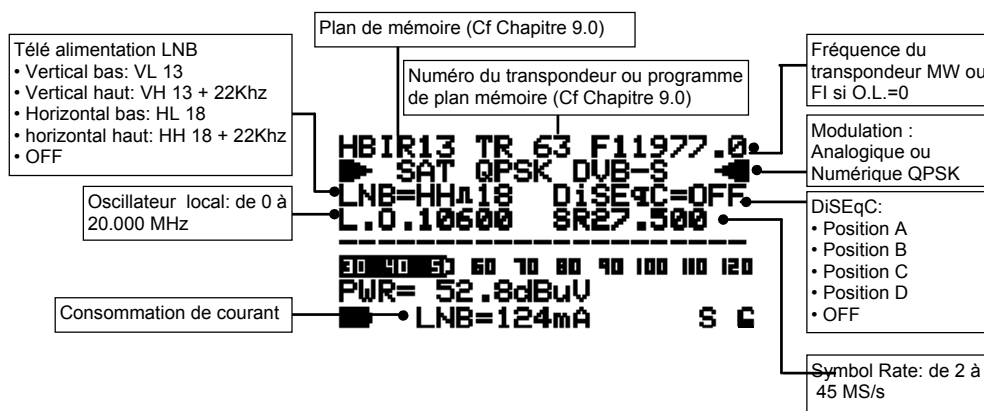 Plan de mémoire (Cf Chapitre 9.0)
Télé alimentation LNB
• Vertical bas: VL 13
• Vertical haut: VH 13 + 22Khz
• Horizontal bas: HL 18
• horizontal haut: HH 18 + 22Khz
• OFF
Numéro du transpondeur ou programme
de plan mémoire (Cf Chapitre 9.0)
Fréquence du
transpondeur MW ou
FI si O.L.=0
Modulation :
Analogique ou
Numérique QPSK
Oscillateur local: de 0 à
20.000 MHz
HBIR13 TR 63 F11977.0
SAT QPSK DVB-S
LNB=HH 18 DiSEqC=OFF
L.O.10600 SR27.500
30 40 50 60 70 80 90 100 110 120
PWR= 52.8dBuV
LNB=124mA S C
DiSEqC:
• Position A
• Position B
• Position C
• Position D
• OFF
Consommation de courant
Symbol Rate: de 2 à
45 MS/s